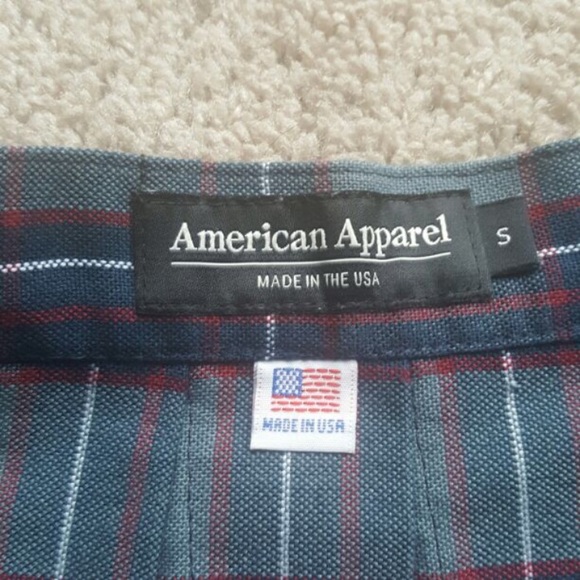 American Apparel
MADE IN THE USA
S
MADE IN USA